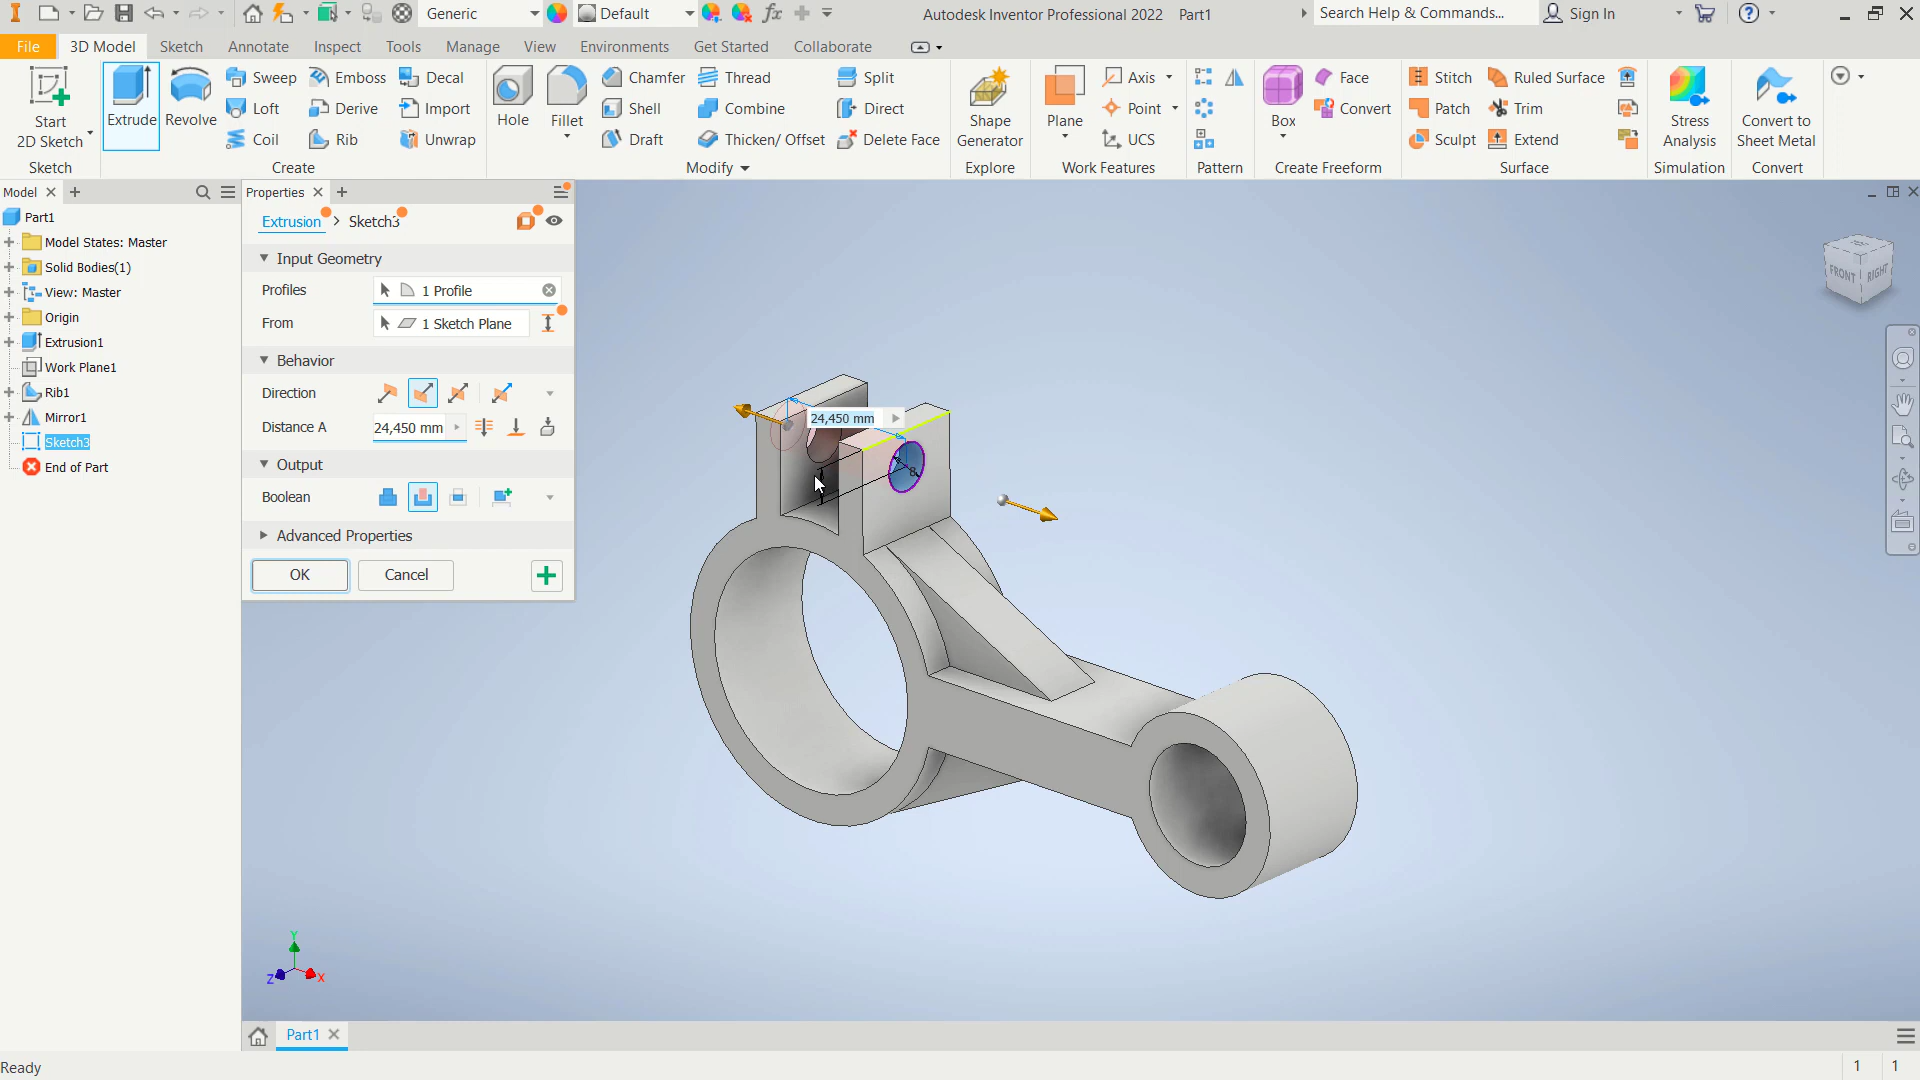 Generic
Default
fx
Autodesk Inventor Professional 2022 Part1
Search Help & Commands...
Sign In
File
3D Model
Sketch
Annotate
Inspect
Tools
Manage
View
Environments
Get Started
Collaborate
Start
2D Sketch
Sketch
Extrude
Revolve
Sweep
Loft
Coil
Emboss
Derive
Rib
Decal
Import
Unwrap
Create
Hole
Fillet
Chamfer
Shell
Draft
Thread
Combine
Thicken/ Offset
Split
Direct
Delete Face
Modify
Shape
Generator
Explore
Plane
Axis
Point
UCS
Work Features
Pattern
Box
Face
Convert
Create Freeform
Stitch
Patch
Sculpt
Ruled Surface
Trim
Extend
Surface
Stress
Analysis
Simulation
Convert to
Sheet Metal
Convert
Model
Part1
Model States: Master
Solid Bodies(1)
View: Master
Origin
Extrusion1
Work Plane1
Rib1
Mirror1
Sketch3
End of Part
Properties
Extrusion > Sketch3
Input Geometry
Profiles
1 Profile
From
1 Sketch Plane
Behavior
Direction
Distance A
24,450 mm
Output
Boolean
Advanced Properties
OK
Cancel
24,450 mm
8
FRONT
RIGHT
Y
Z
X
Part1
Ready
1
1